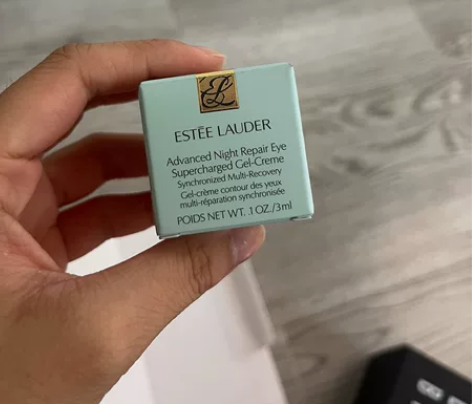 EL
ESTĒE LAUDER
Advanced Night Repair Eye
Supercharged Gel-Creme
Synchronized Multi-Recovery
Gel-crème contour des yeux
multi-réparation synchronisée
POIDS NET WT. .1 OZ./3ml